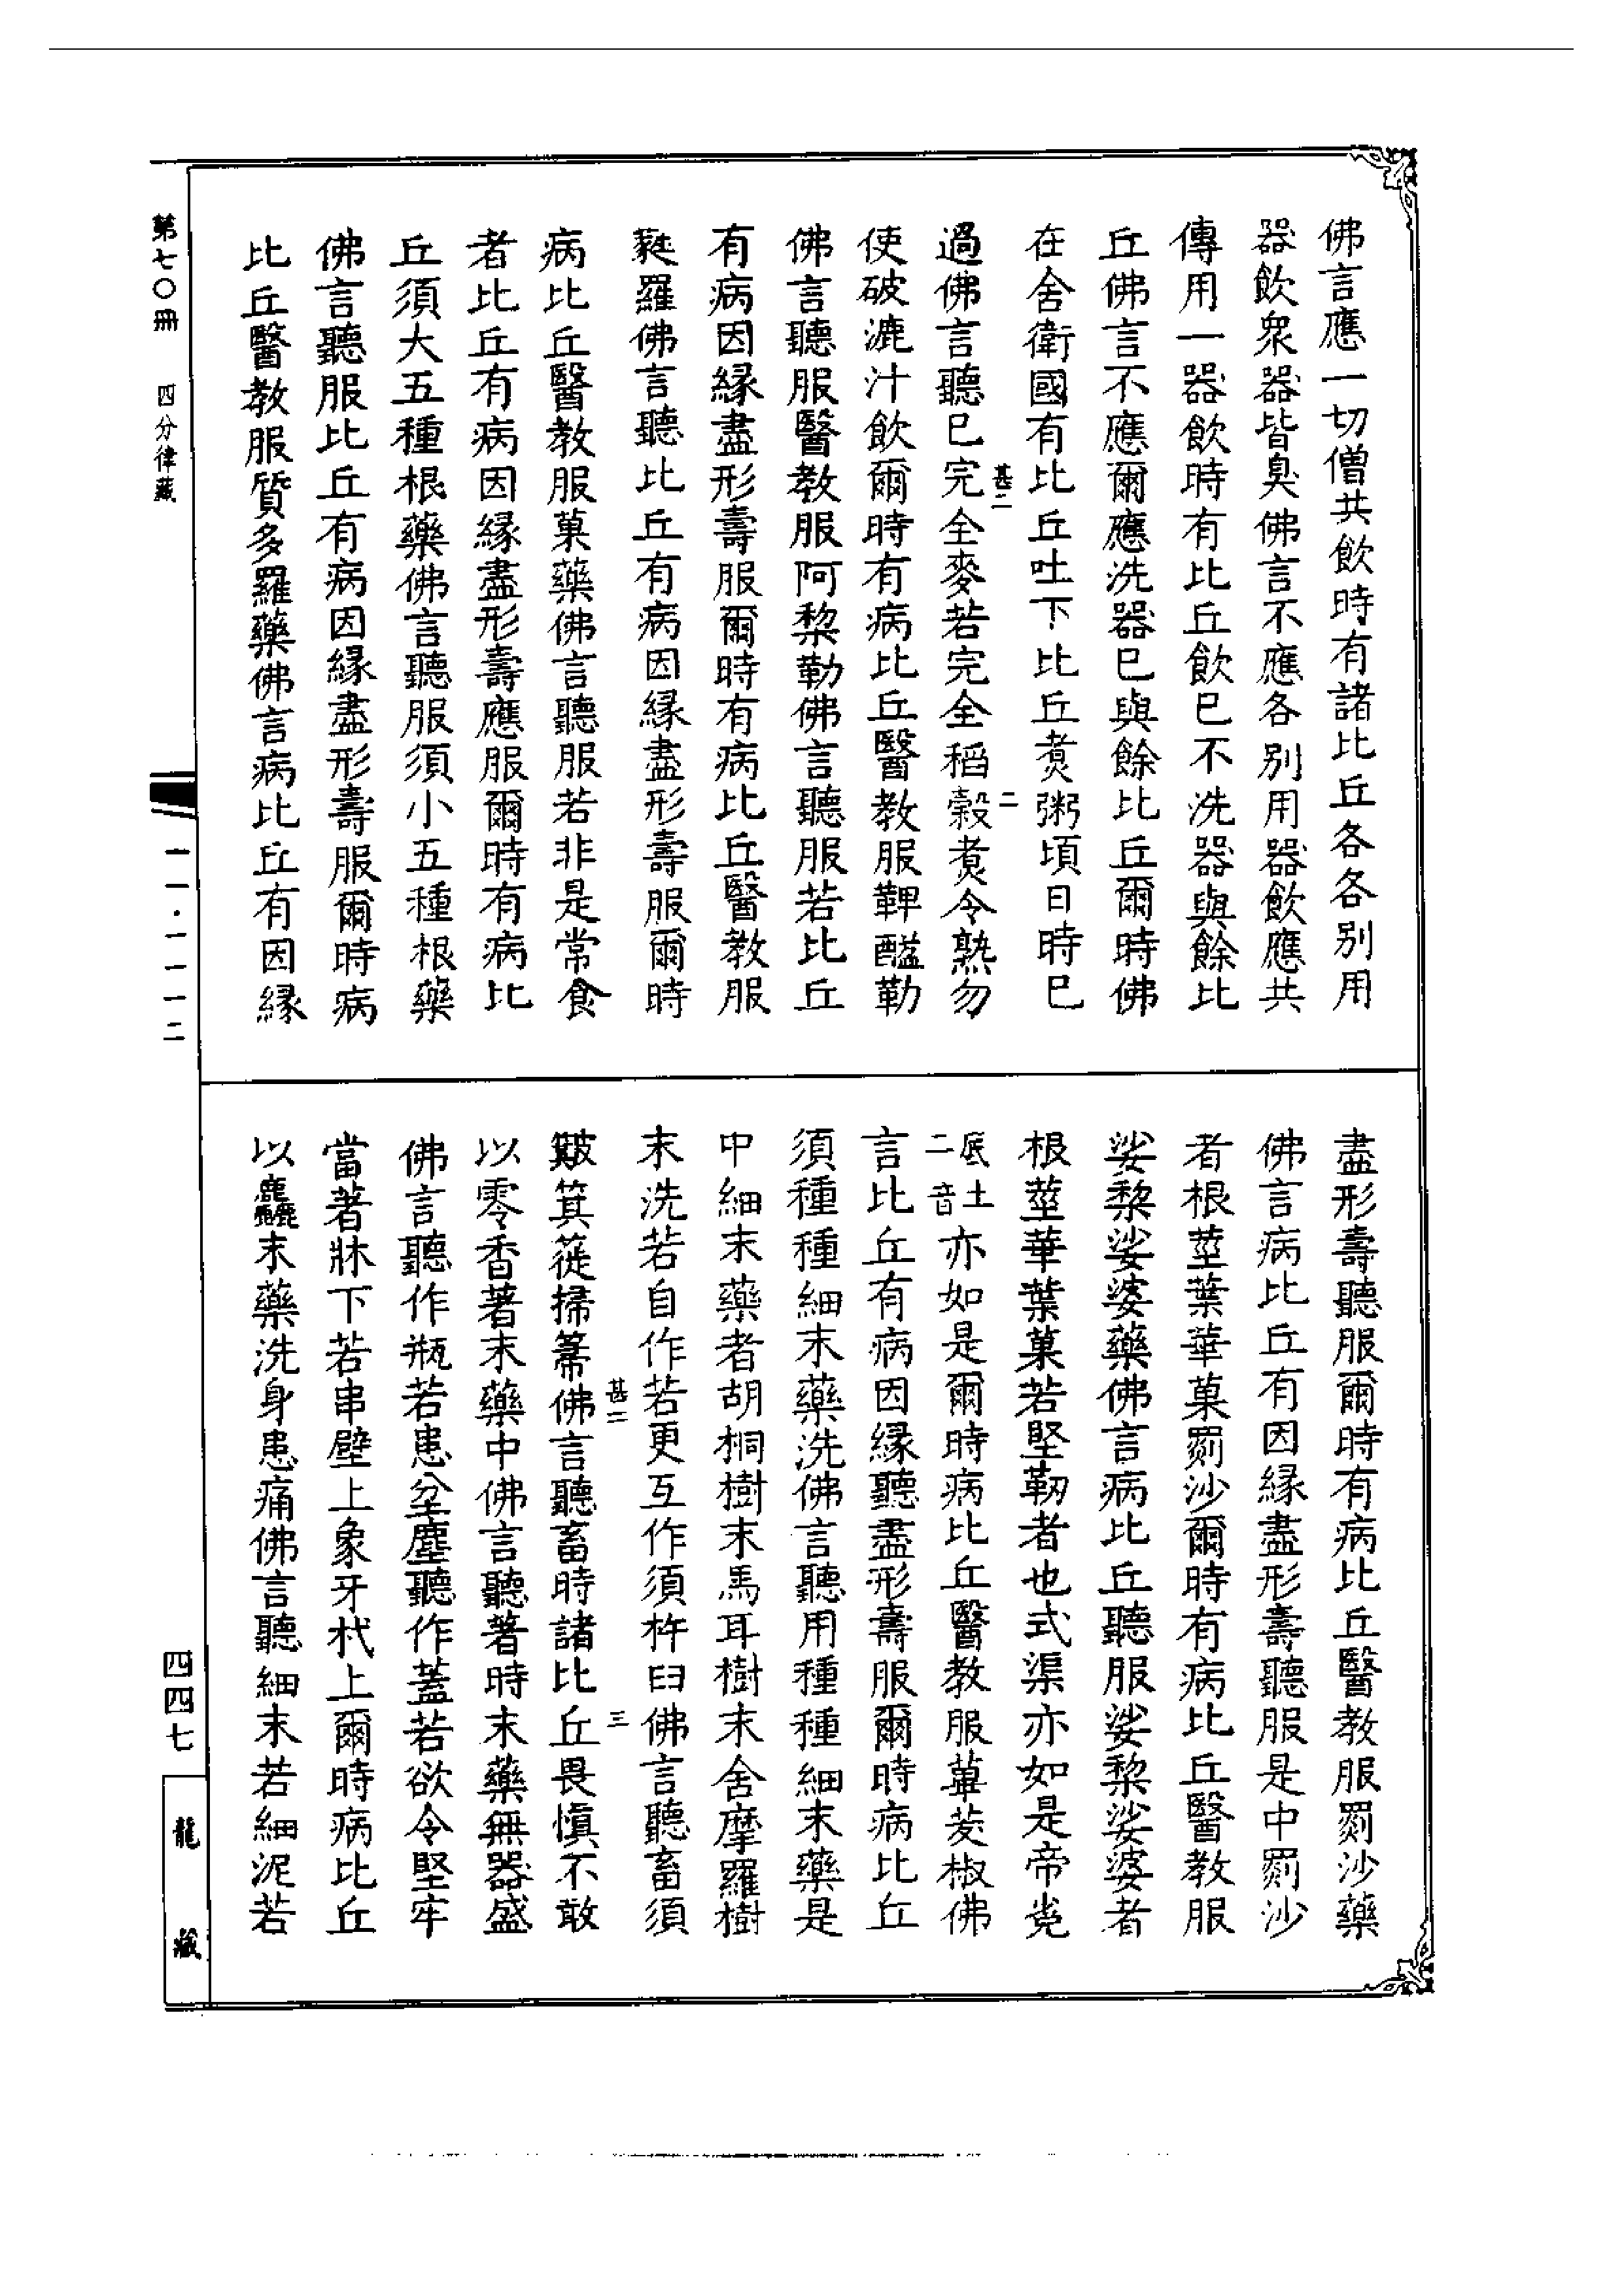 佛言應一切僧共飲時有諸比丘各各別用
器飲衆器皆臭佛言不應各別用器飲應共
傳用一器飲時有比丘飲已不洗器與餘比
丘佛言不應爾應洗器已與餘比丘爾時佛
在舍衛國有比丘吐下比丘煑粥頃日時已
甚二
二
過佛言聽已完全麥若完全稻穀煑令熟勿
使破漉汁飲爾時有病比丘醫教服鞞醯勒
佛言聽服醫教服阿棃勒佛言聽服若比丘
有病因緣盡形壽服爾時有病比丘醫教服
羅佛言聽比丘有病因緣盡形壽服爾時
病比丘醫教服菓藥佛言聽服若非是常食
者比丘有病因緣盡形壽應服爾時有病比
丘須大五種根藥佛言聽服須小五種根藥
佛言聽服比丘有病因緣盡形壽服爾時病
比丘醫教服質多羅藥佛言病比丘有因緣
盡形壽聽服爾時有病比丘醫教服罽沙藥
佛言病比丘有因緣盡形壽聽服是中罽沙
者根莖葉華菓罽沙爾時有病比丘醫教服
娑棃娑婆藥佛言病比丘聽服娑棃娑婆者
根莖華葉菓若堅韌者也式渠亦如是帝
底土
二音
亦如是爾時病比丘醫教服蓽茇椒佛
言比丘有病因緣聽盡形壽服爾時病比丘
須種種細末藥洗佛言聽用種種細末藥是
中細末藥者胡桐樹末馬耳樹末舍摩羅樹
末洗若自作若更互作須杵臼佛言聽畜須
甚二
三
簸箕簁掃箒佛言聽畜時諸比丘畏慎不敢
以零香著末藥中佛言聽著時末藥無器盛
佛言聽作瓶若患坌塵聽作蓋若欲令堅牢
當著牀下若串壁上象牙杙上爾時病比丘
以麤末藥洗身患痛佛言聽細末若細泥若
第七〇冊
四分律藏
一一·一一一二
四四七
龍藏